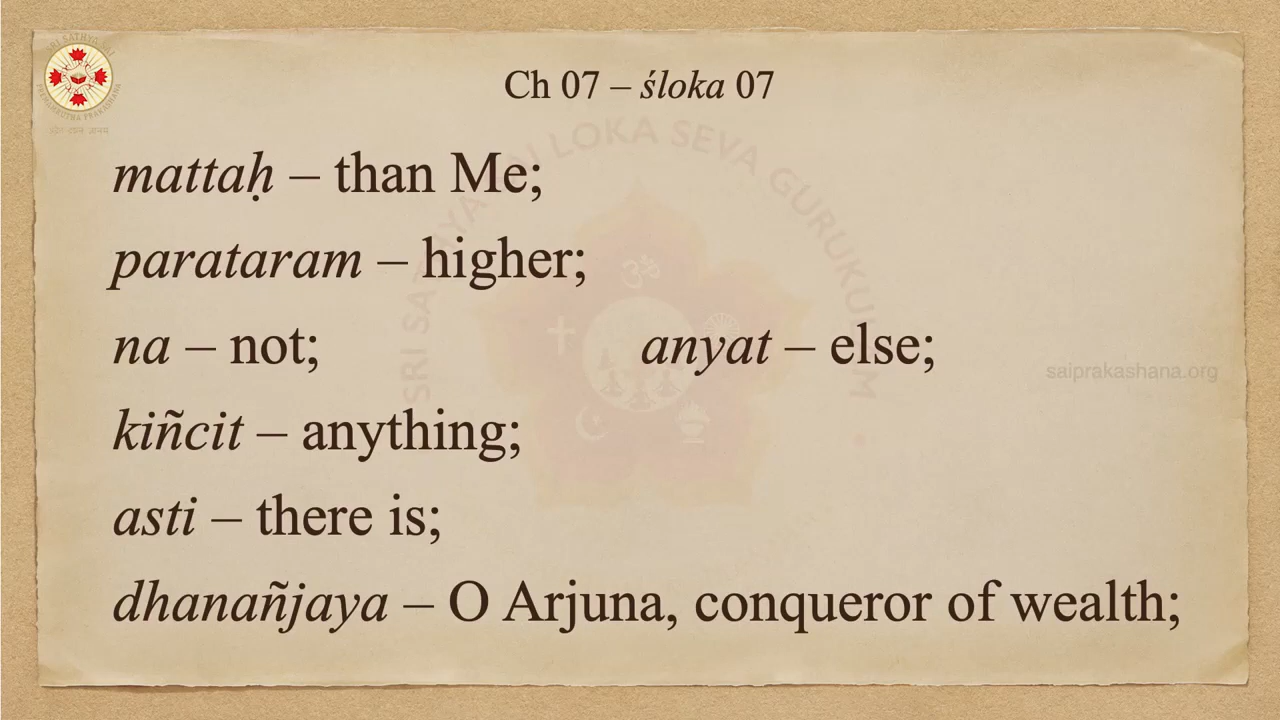 Ch 07 – śloka 07
mattaḥ – than Me;
parataram – higher;
na – not; anyat – else;
kiñcit – anything;
asti – there is;
dhanañjaya – O Arjuna, conqueror of wealth;
saiprakashana.org
SRI SATHYA SAI LOKA SEVA GURUKULAM